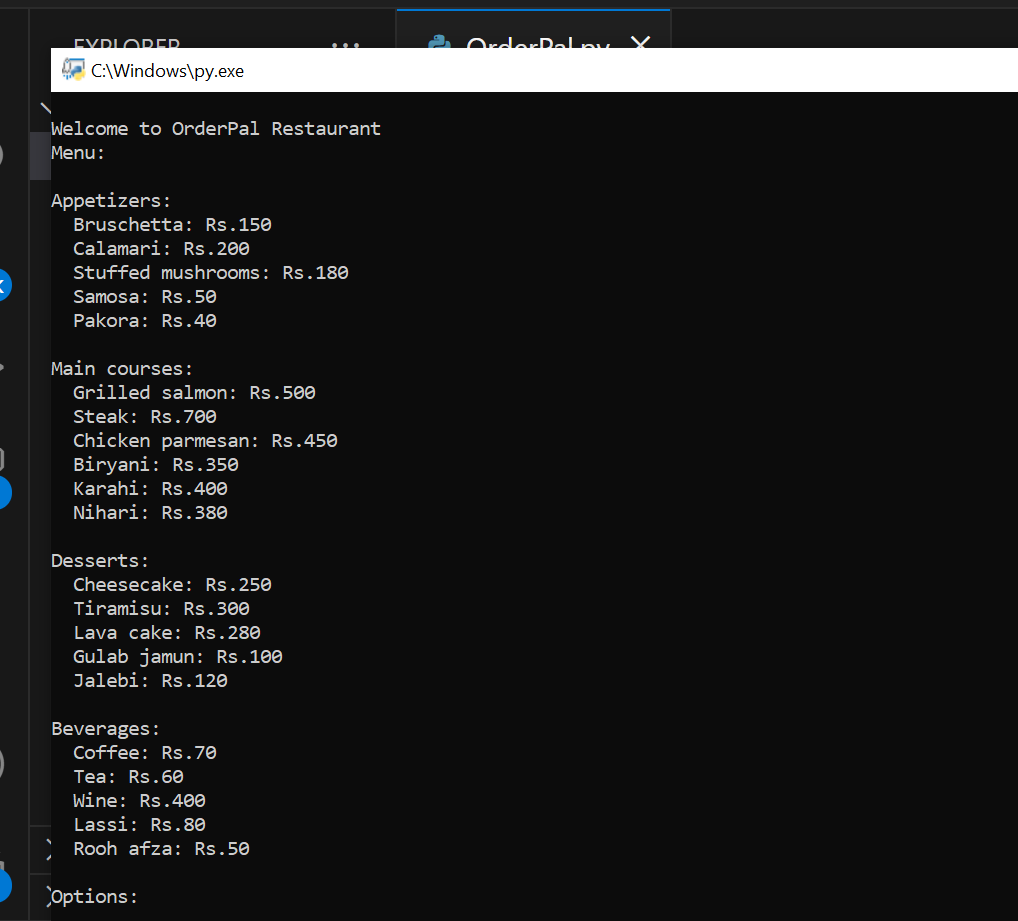 EXPLORER
OrderPal.py
C:\Windows\py.exe
Welcome to OrderPal Restaurant
Menu:
Appetizers:
Bruschetta: Rs.150
Calamari: Rs.200
Stuffed mushrooms: Rs.180
Samosa: Rs.50
Pakora: Rs.40
Main courses:
Grilled salmon: Rs.500
Steak: Rs.700
Chicken parmesan: Rs.450
Biryani: Rs.350
Karahi: Rs.400
Nihari: Rs.380
Desserts:
Cheesecake: Rs.250
Tiramisu: Rs.300
Lava cake: Rs.280
Gulab jamun: Rs.100
Jalebi: Rs.120
Beverages:
Coffee: Rs.70
Tea: Rs.60
Wine: Rs.400
Lassi: Rs.80
Rooh afza: Rs.50
Options: